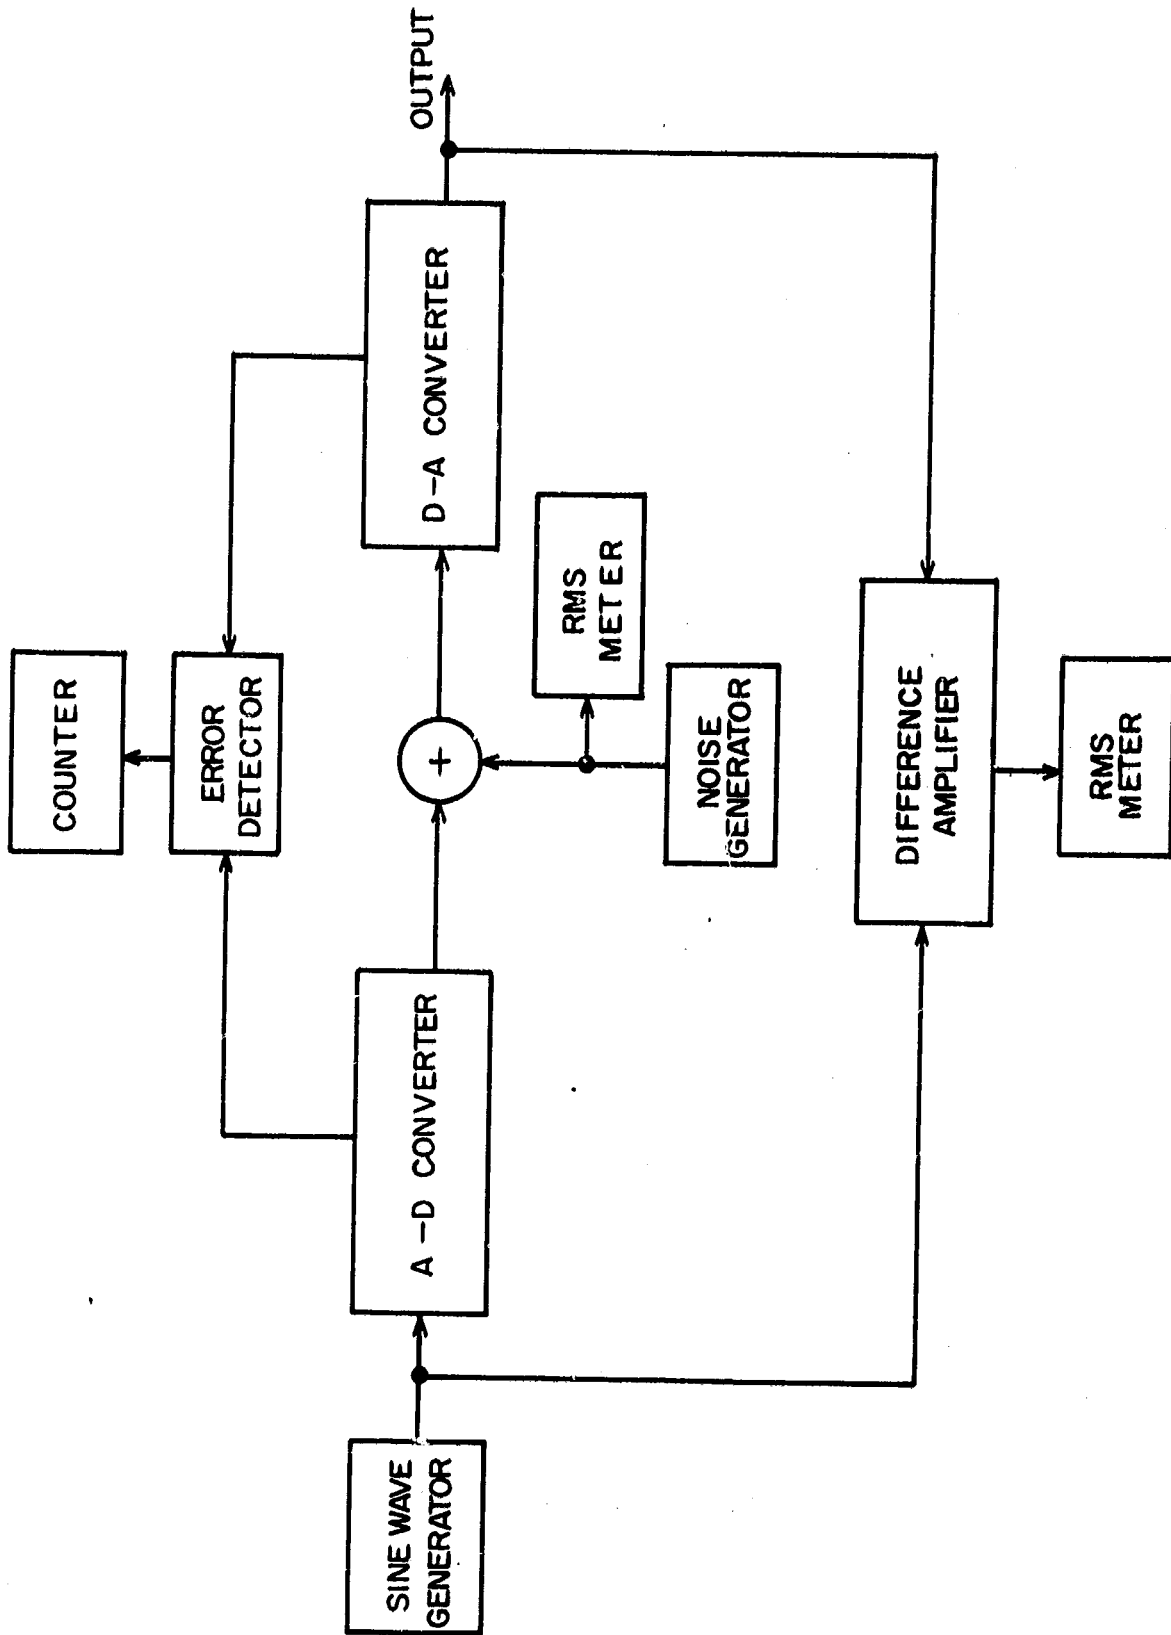 COUNTER
ERROR
DETECTOR
SINE WAVE
GENERATOR
A-D CONVERTER
+
D-A CONVERTER
OUTPUT
RMS
METER
NOISE
GENERATOR
DIFFERENCE
AMPLIFIER
RMS
METER